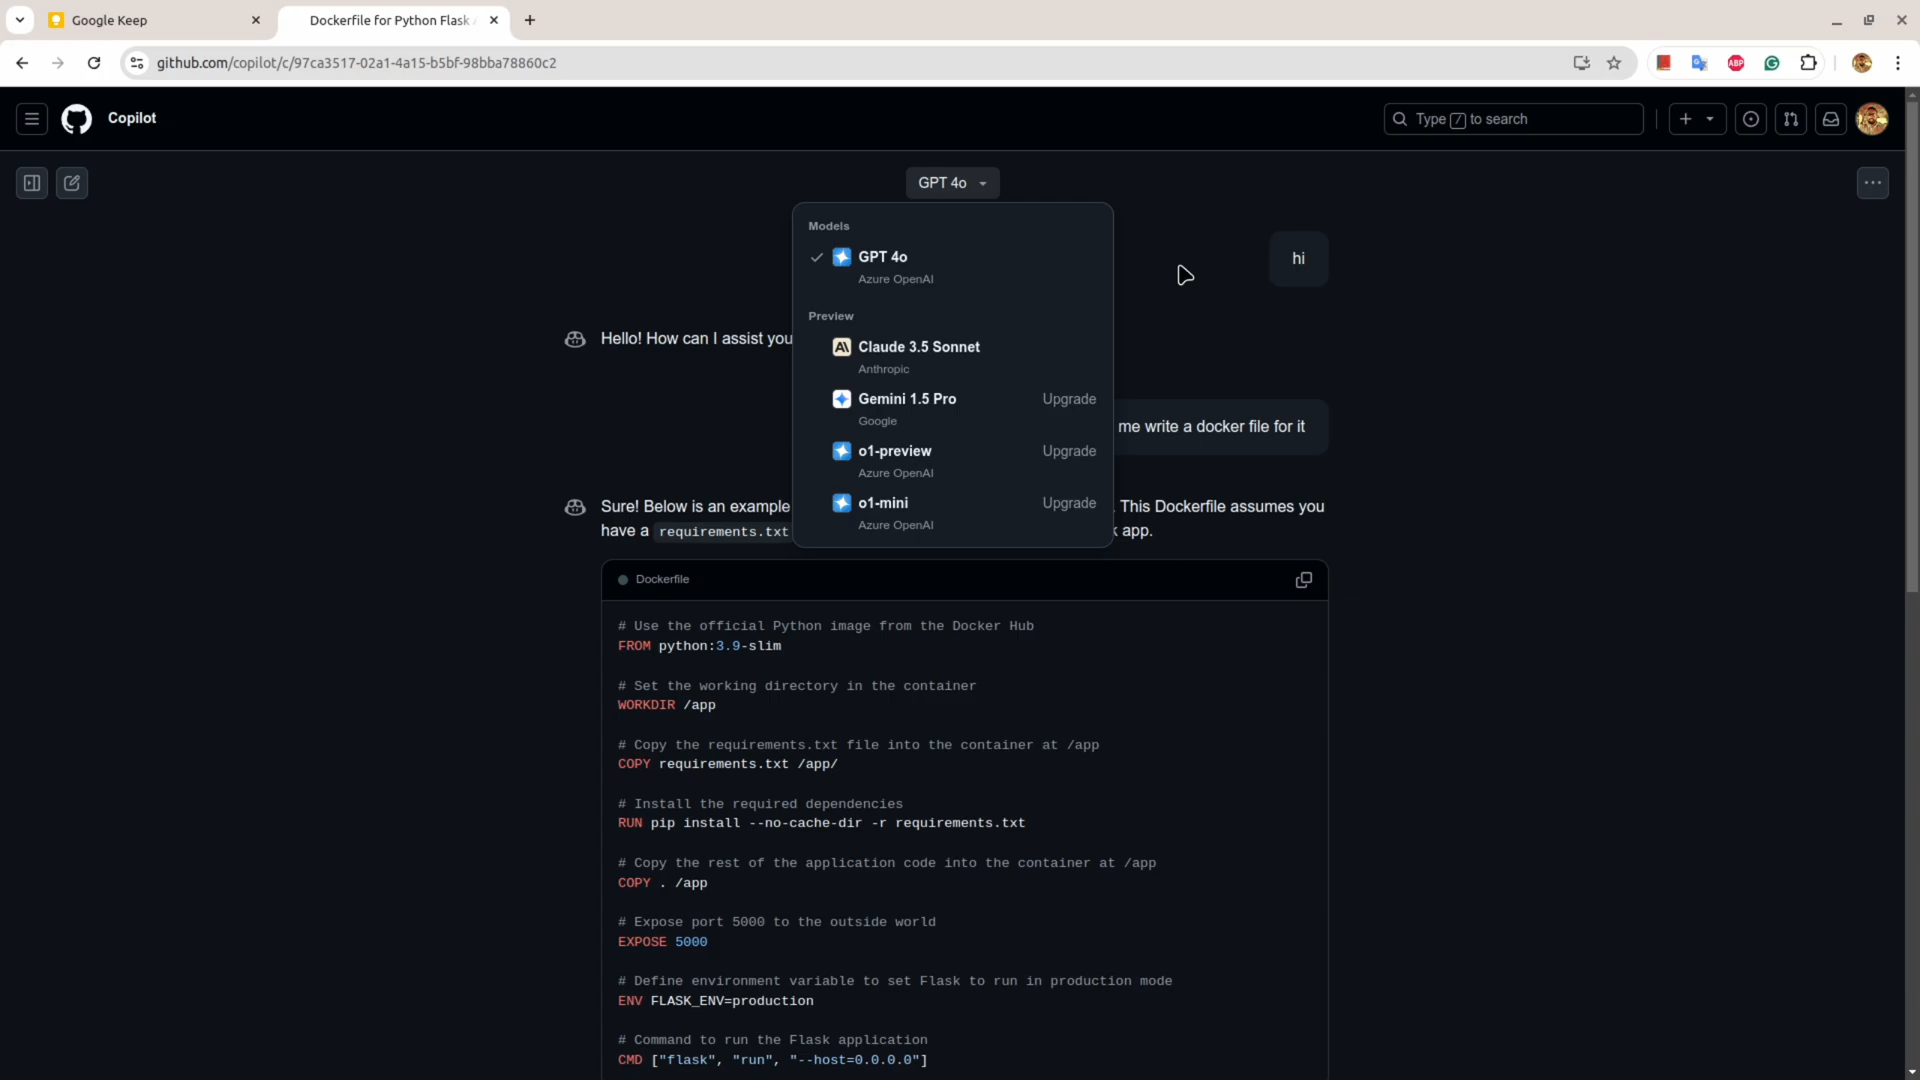 Google Keep
Dockerfile for Python Flask
github.com/copilot/c/97ca3517-02a1-4a15-b5bf-98bba78860c2
ABP
Copilot
Type / to search
GPT 4o
Models
GPT 4o
Azure OpenAI
hi
Preview
Hello! How can I assist you
Claude 3.5 Sonnet
Anthropic
Gemini 1.5 Pro Upgrade
Google
me write a docker file for it
o1-preview Upgrade
Azure OpenAI
o1-mini Upgrade
Azure OpenAI
Sure! Below is an example . This Dockerfile assumes you
have a requirements.txt app.
Dockerfile
# Use the official Python image from the Docker Hub
FROM python:3.9-slim
# Set the working directory in the container
WORKDIR /app
# Copy the requirements.txt file into the container at /app
COPY requirements.txt /app/
# Install the required dependencies
RUN pip install --no-cache-dir -r requirements.txt
# Copy the rest of the application code into the container at /app
COPY . /app
# Expose port 5000 to the outside world
EXPOSE 5000
# Define environment variable to set Flask to run in production mode
ENV FLASK_ENV=production
# Command to run the Flask application
CMD ["flask", "run", "--host=0.0.0.0"]